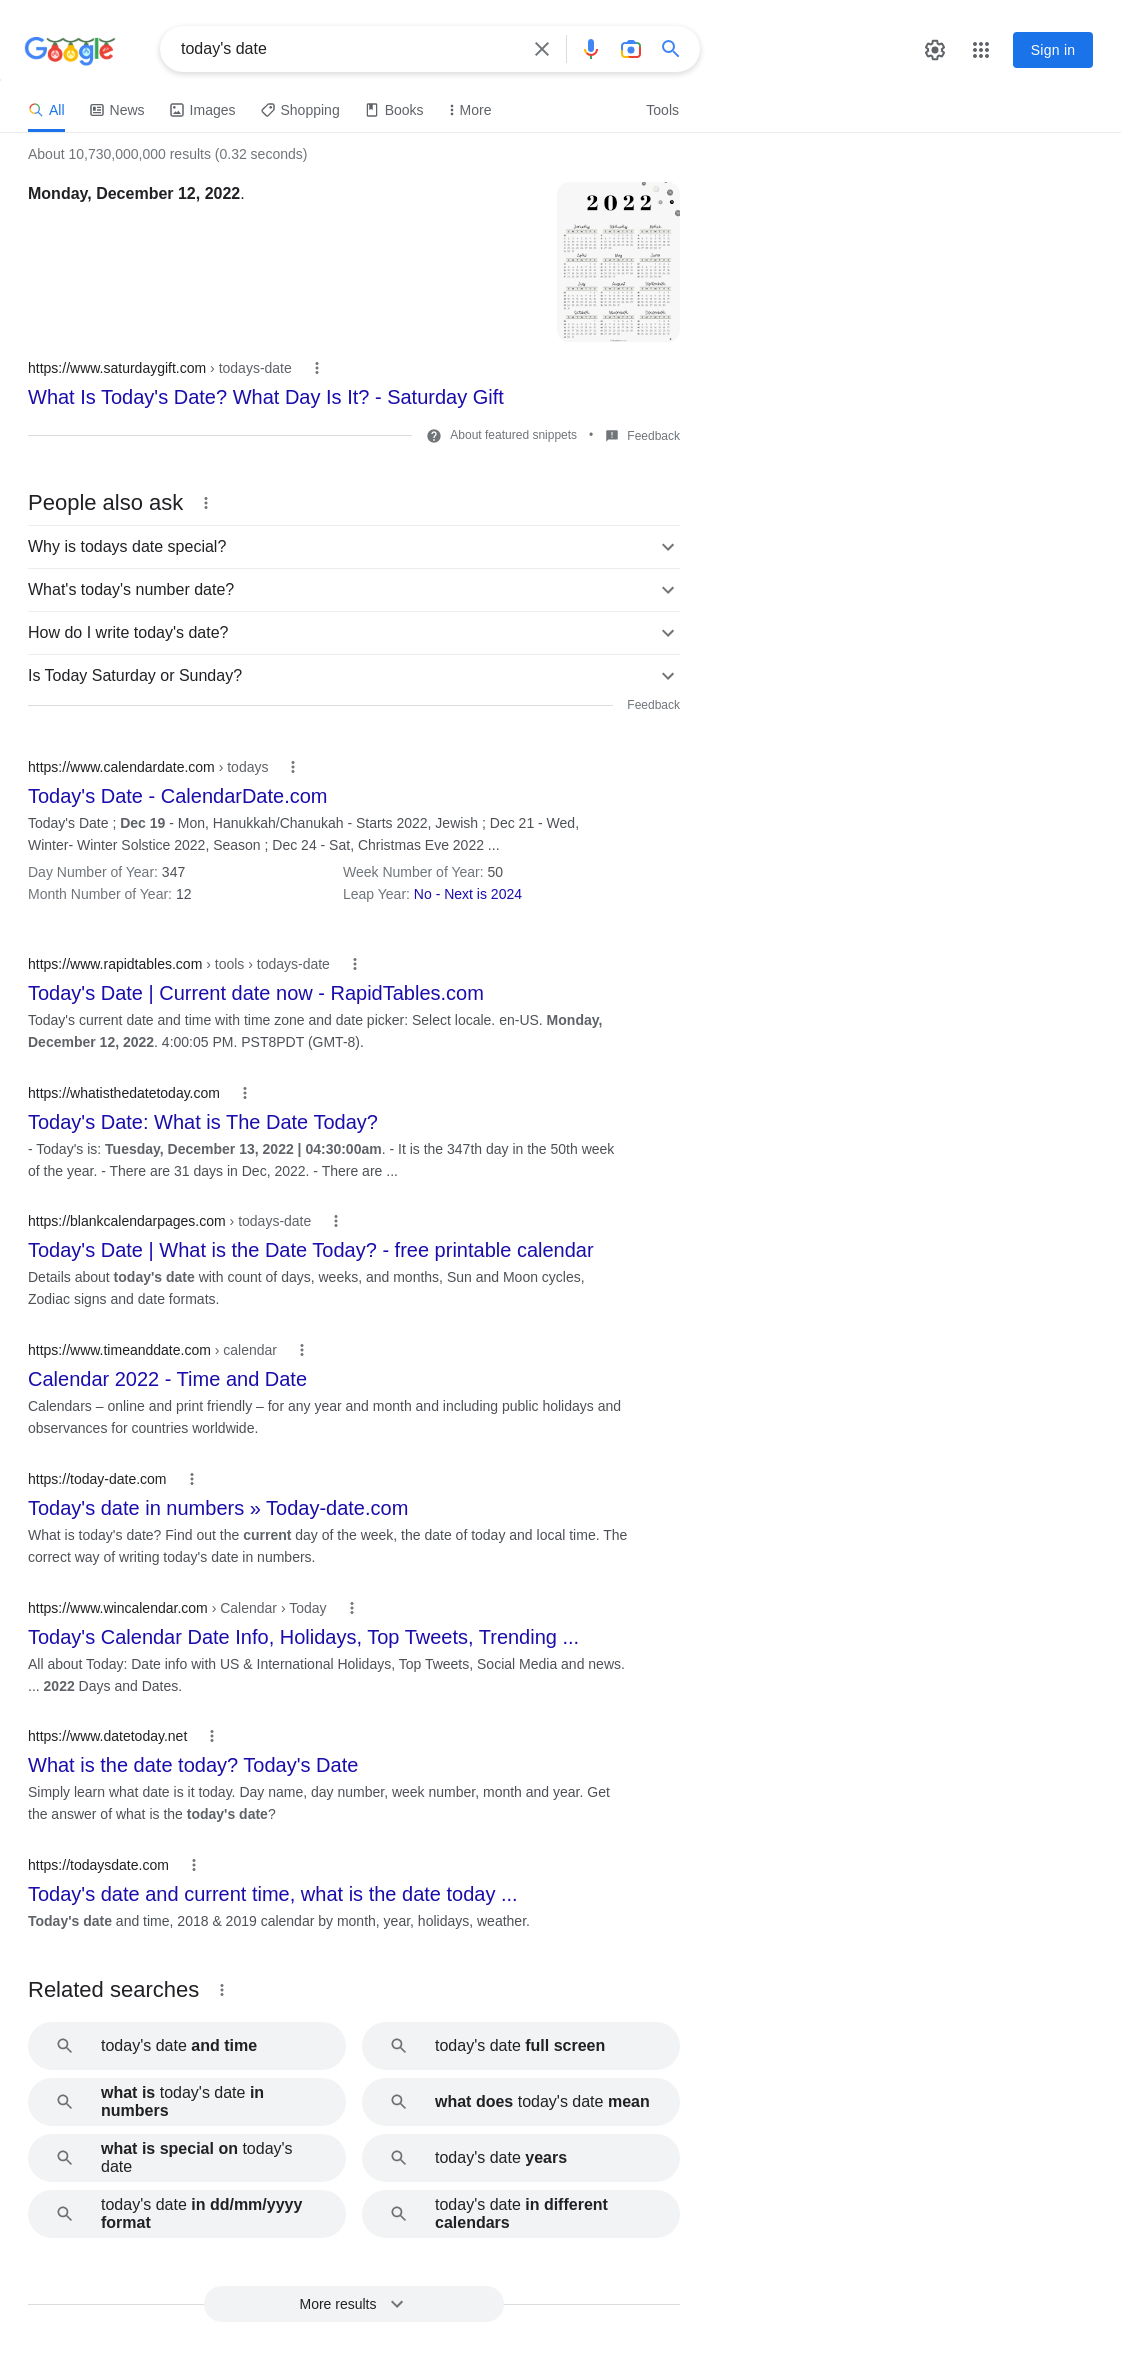 Google
today's date
Sign in
All
News
Images
Shopping
Books
More
Tools
About 10,730,000,000 results (0.32 seconds)
Monday, December 12, 2022.
2022
https://www.saturdaygift.com › todays-date
What Is Today's Date? What Day Is It? - Saturday Gift
About featured snippets • Feedback
People also ask
Why is todays date special?
What's today's number date?
How do I write today's date?
Is Today Saturday or Sunday?
Feedback
https://www.calendardate.com › todays
Today's Date - CalendarDate.com
Today's Date ; Dec 19 - Mon, Hanukkah/Chanukah - Starts 2022, Jewish ; Dec 21 - Wed,
Winter- Winter Solstice 2022, Season ; Dec 24 - Sat, Christmas Eve 2022 ...
Day Number of Year: 347
Week Number of Year: 50
Month Number of Year: 12
Leap Year: No - Next is 2024
https://www.rapidtables.com › tools › todays-date
Today's Date | Current date now - RapidTables.com
Today's current date and time with time zone and date picker: Select locale. en-US. Monday,
December 12, 2022. 4:00:05 PM. PST8PDT (GMT-8).
https://whatisthedatetoday.com
Today's Date: What is The Date Today?
- Today's is: Tuesday, December 13, 2022 | 04:30:00am. - It is the 347th day in the 50th week
of the year. - There are 31 days in Dec, 2022. - There are ...
https://blankcalendarpages.com › todays-date
Today's Date | What is the Date Today? - free printable calendar
Details about today's date with count of days, weeks, and months, Sun and Moon cycles,
Zodiac signs and date formats.
https://www.timeanddate.com › calendar
Calendar 2022 - Time and Date
Calendars – online and print friendly – for any year and month and including public holidays and
observances for countries worldwide.
https://today-date.com
Today's date in numbers » Today-date.com
What is today's date? Find out the current day of the week, the date of today and local time. The
correct way of writing today's date in numbers.
https://www.wincalendar.com › Calendar › Today
Today's Calendar Date Info, Holidays, Top Tweets, Trending ...
All about Today: Date info with US & International Holidays, Top Tweets, Social Media and news.
... 2022 Days and Dates.
https://www.datetoday.net
What is the date today? Today's Date
Simply learn what date is it today. Day name, day number, week number, month and year. Get
the answer of what is the today's date?
https://todaysdate.com
Today's date and current time, what is the date today ...
Today's date and time, 2018 & 2019 calendar by month, year, holidays, weather.
Related searches
today's date and time
today's date full screen
what is today's date in
numbers
what does today's date mean
what is special on today's
date
today's date years
today's date in dd/mm/yyyy
format
today's date in different
calendars
More results